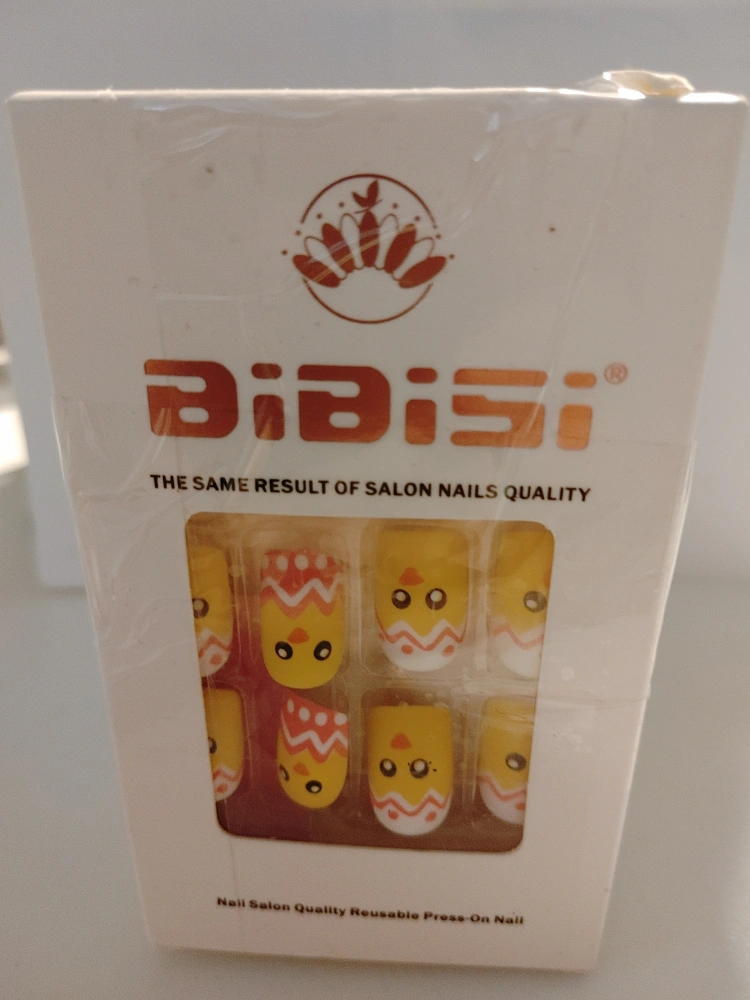 BiBiSi®
THE SAME RESULT OF SALON NAILS QUALITY
Nail Salon Quality Reusable Press-On Nail